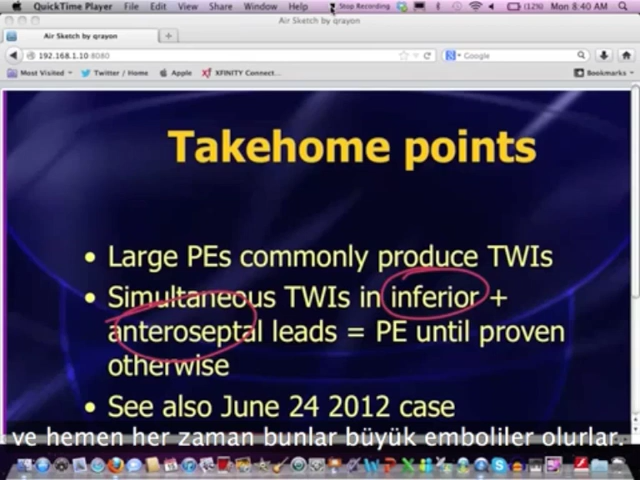 QuickTime Player File Edit View Share Window Help Stop Recording (12%) Mon 8:40 AM
Air Sketch by qrayon
Air Sketch by qrayon
192.168.1.10:8080 Google
Most Visited Twitter / Home Apple XFINITY Connect... Bookmarks
Takehome points
• Large PEs commonly produce TWIs
• Simultaneous TWIs in inferior +
anteroseptal leads = PE until proven
otherwise
• See also June 24 2012 case
ve hemen her zaman bunlar büyük emboliler olurlar.